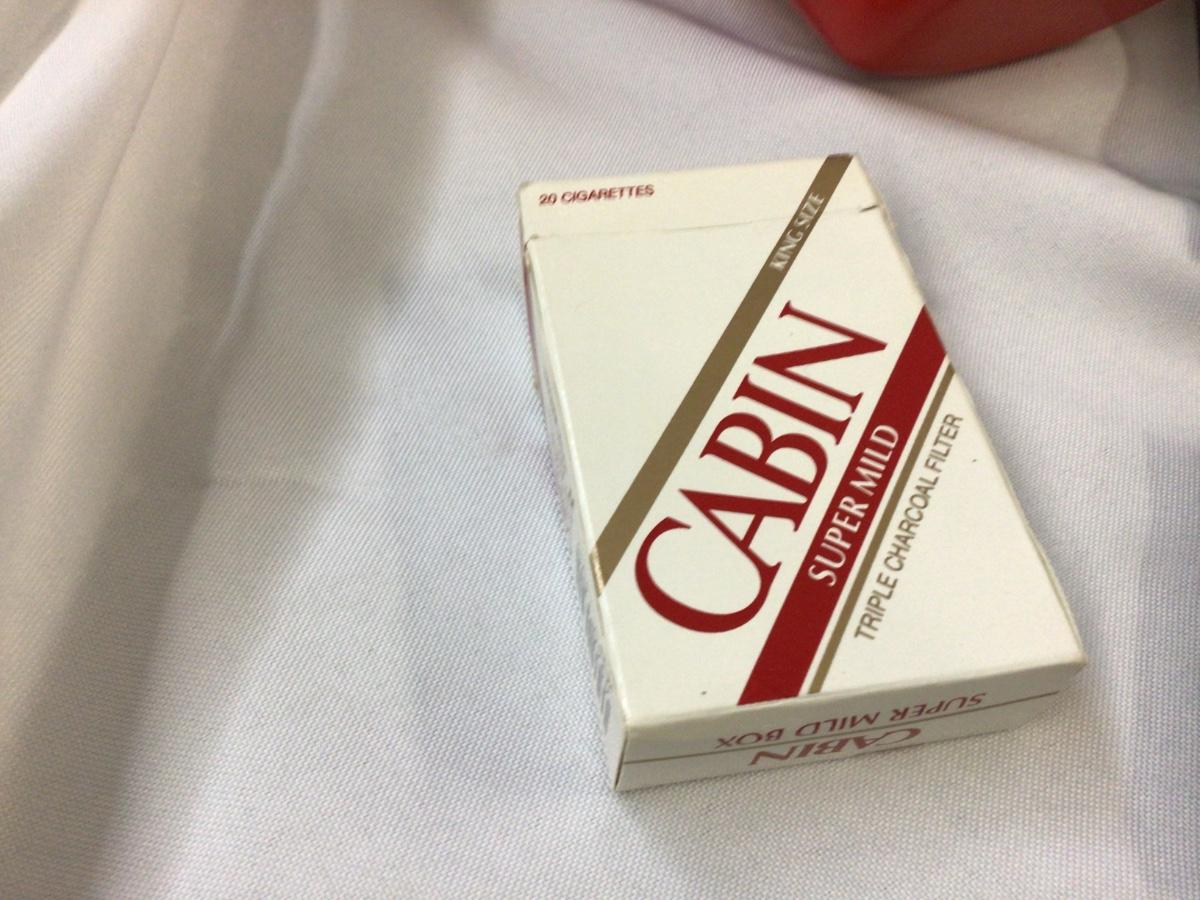 20 CIGARETTES
KING SIZE
CABIN
SUPER MILD
TRIPLE CHARCOAL FILTER
CABIN
SUPER MILD BOX